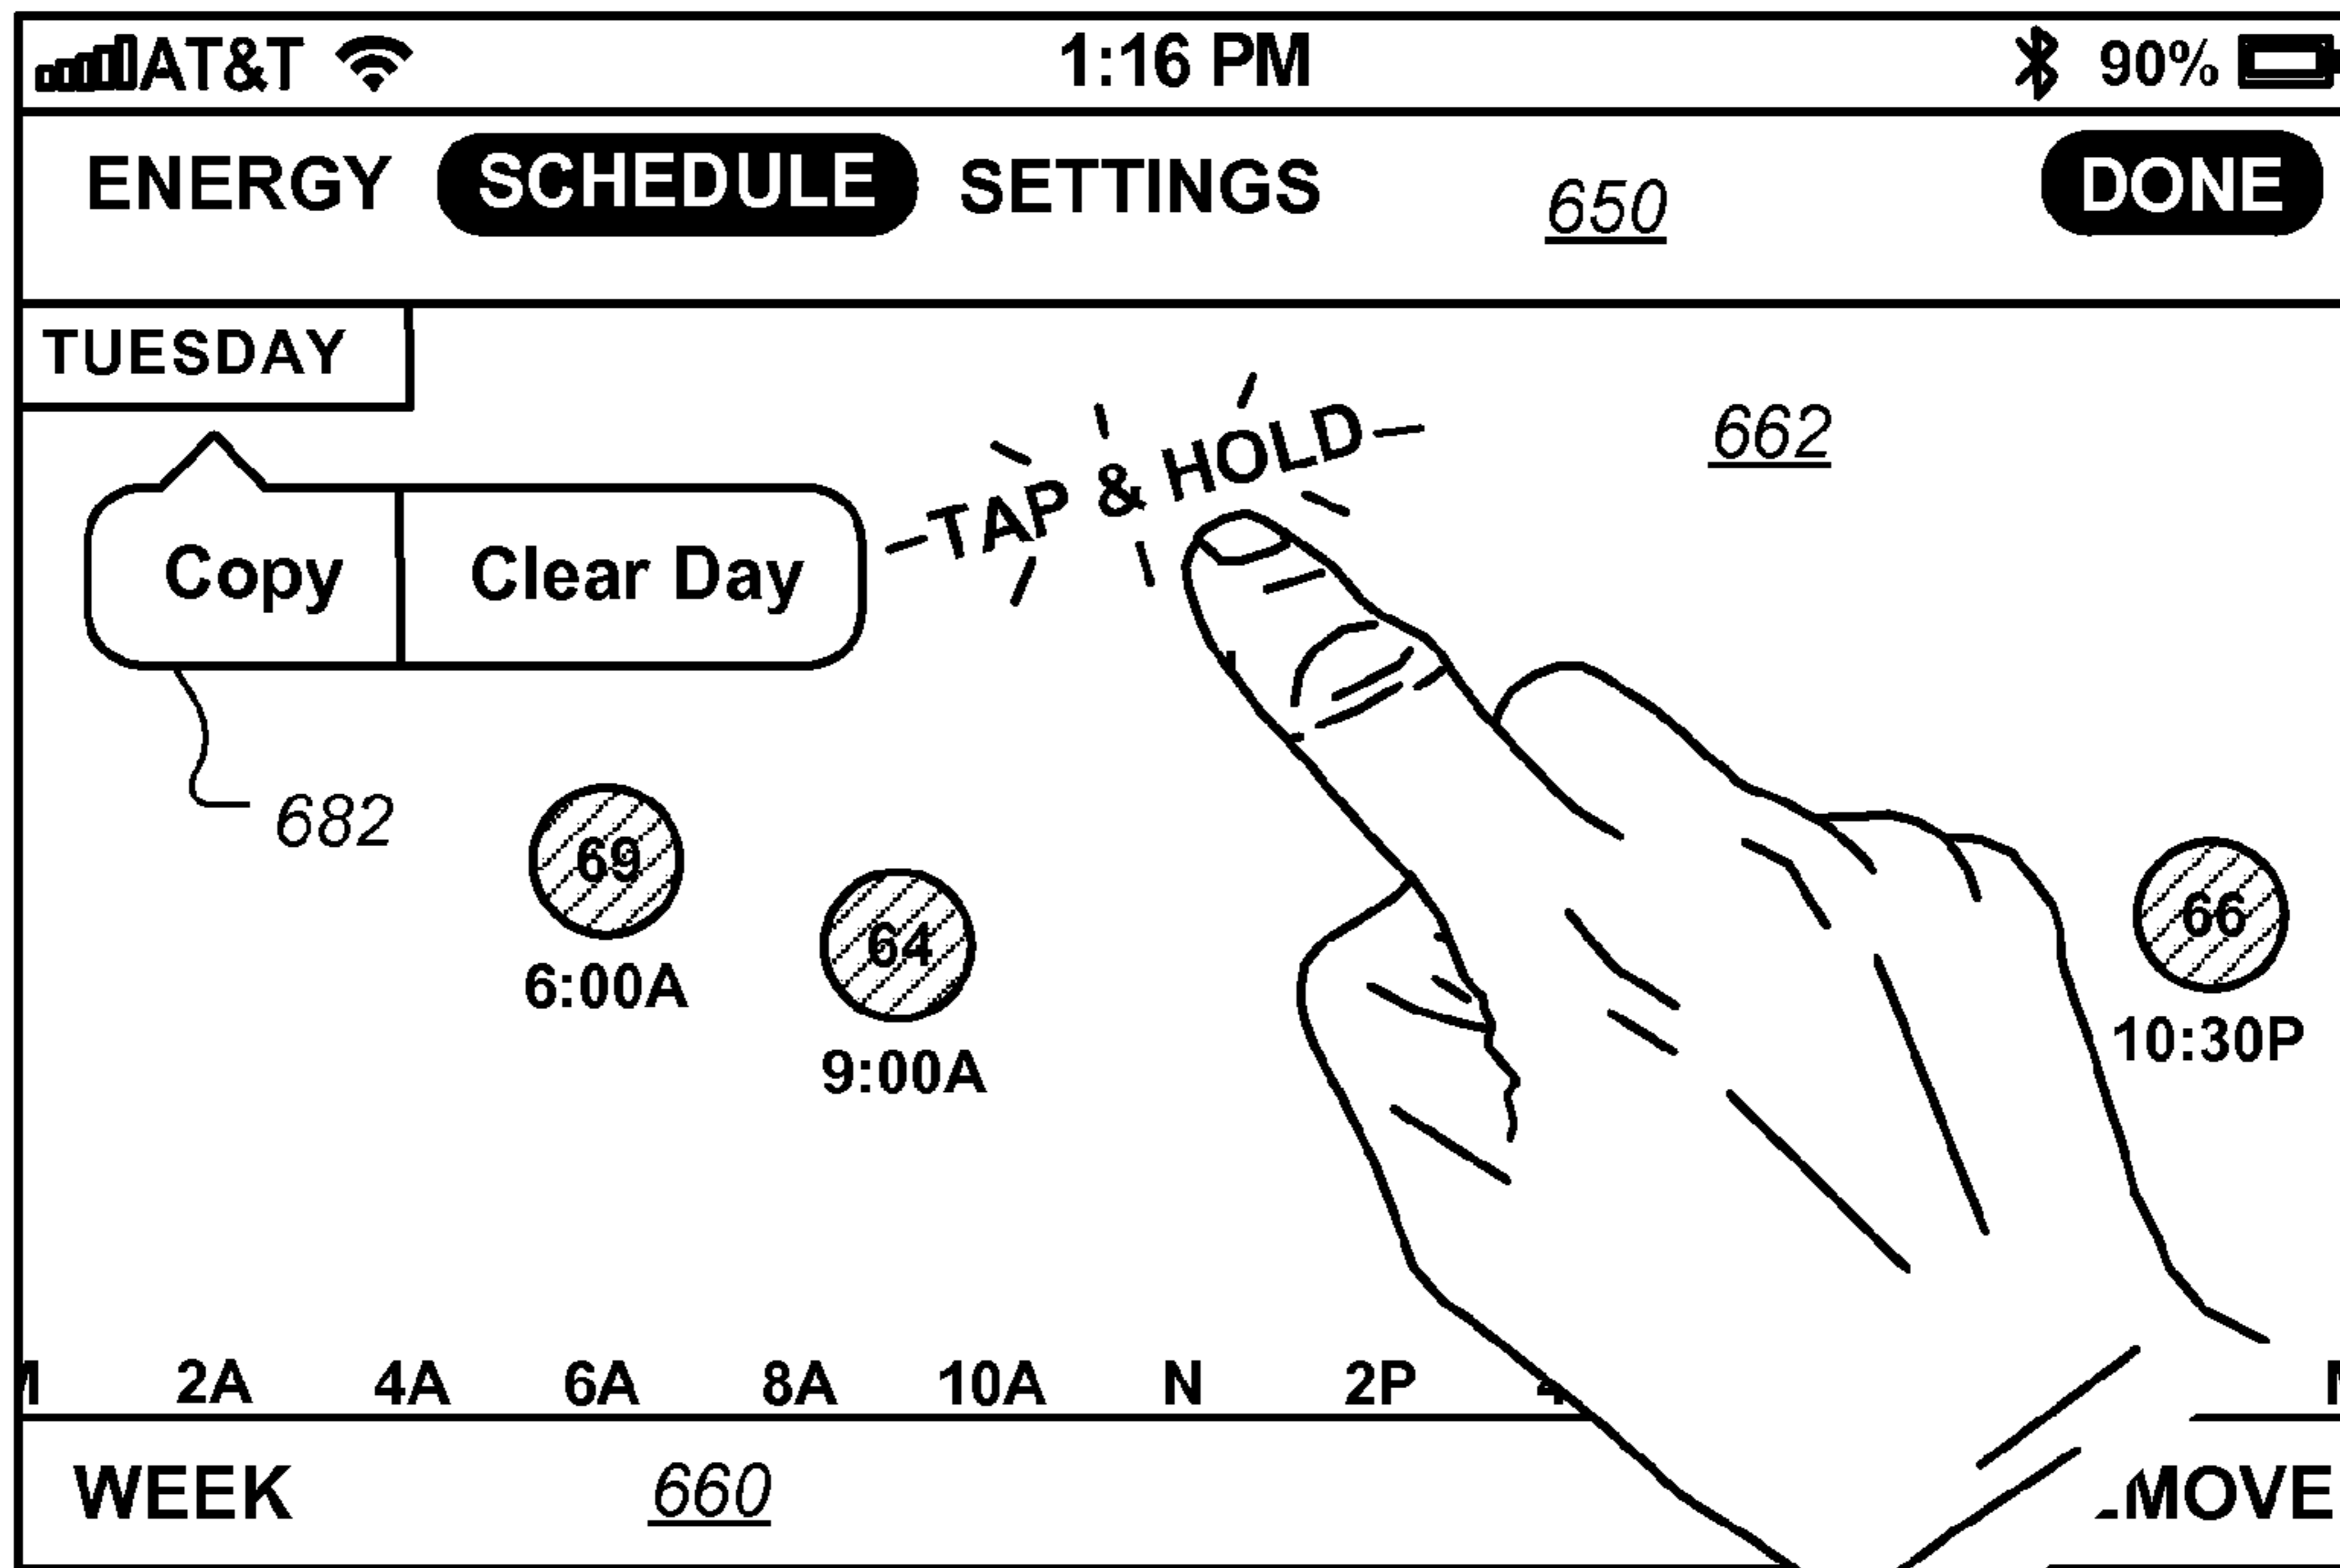 AT&T 1:16 PM 90%
ENERGY SCHEDULE SETTINGS 650 DONE
TUESDAY
TAP & HOLD
662
Copy Clear Day
682
69
6:00A
64
9:00A
66
10:30P
2A 4A 6A 8A 10A N 2P
WEEK 660 MOVE